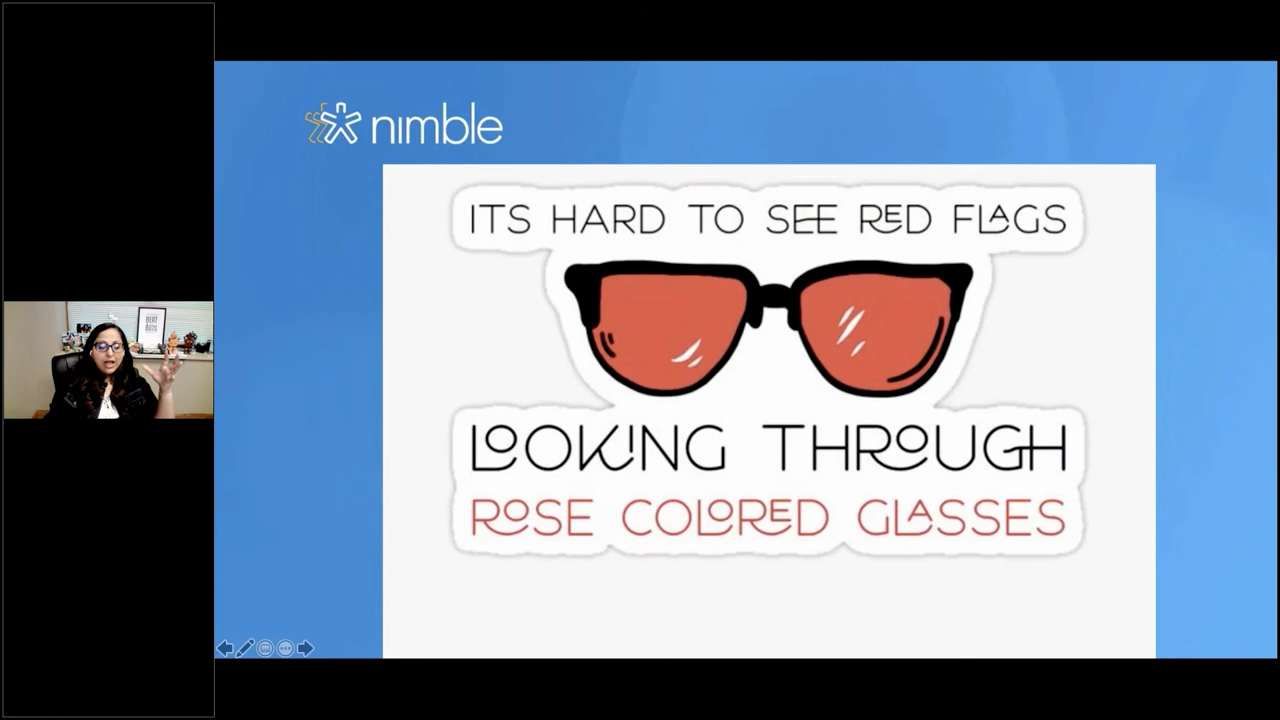 nimble
ITS HARD TO SEE RED FLAGS
LOOKING THROUGH
ROSE COLORED GLASSES